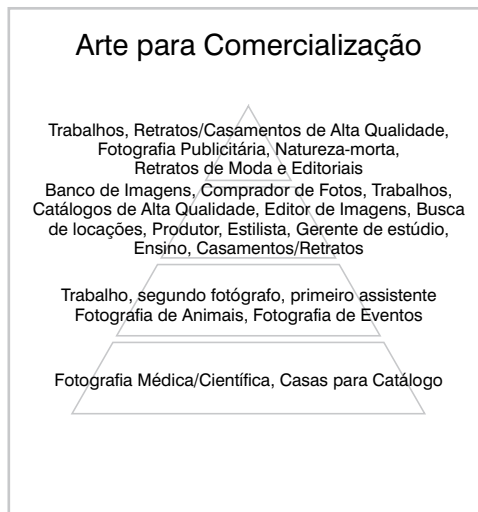 Arte para Comercialização
Trabalhos, Retratos/Casamentos de Alta Qualidade,
Fotografia Publicitária, Natureza-morta,
Retratos de Moda e Editoriais
Banco de Imagens, Comprador de Fotos, Trabalhos,
Catálogos de Alta Qualidade, Editor de Imagens, Busca
de locações, Produtor, Estilista, Gerente de estúdio,
Ensino, Casamentos/Retratos
Trabalho, segundo fotógrafo, primeiro assistente
Fotografia de Animais, Fotografia de Eventos
Fotografia Médica/Científica, Casas para Catálogo